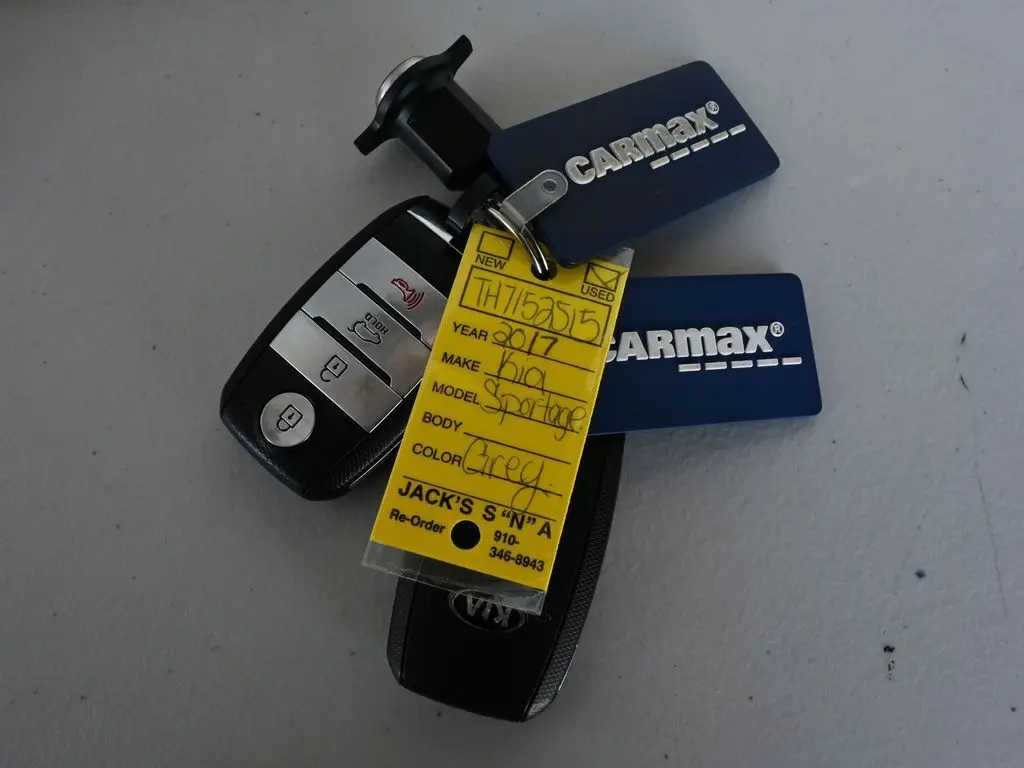 CARMAX®
CARMAX®
NEW
USED
TH7152515
YEAR 2017
MAKE Kia
MODEL Sportage
BODY
COLOR Grey.
JACK'S S "N" A
Re-Order 910-
346-8943
HOLD
KIA